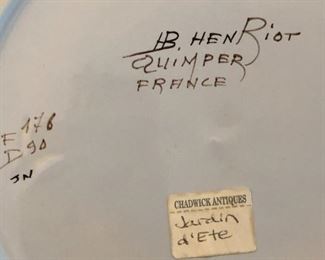 HB. HENRiOT
QUIMPER
FRANCE
F 176
D 90
JN
CHADWICK ANTIQUES
Jardin
d'Ete